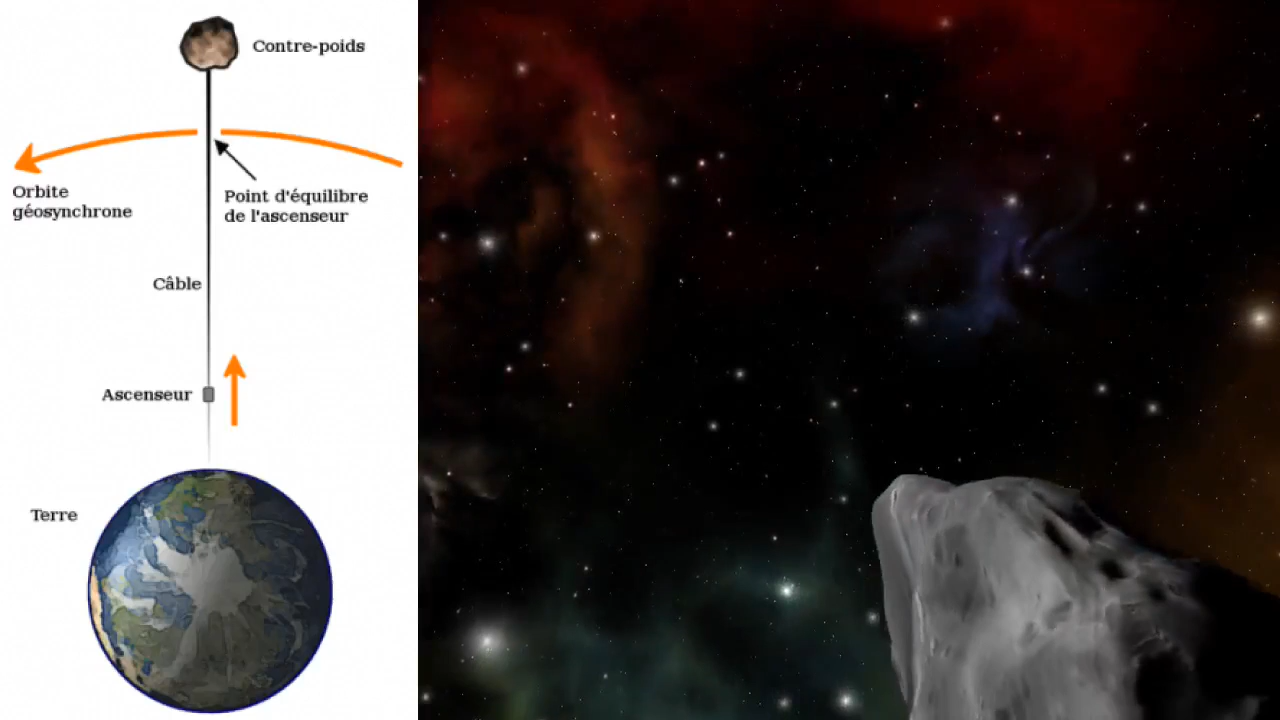 Contre-poids
Orbite
géosynchrone
Point d'équilibre
de l'ascenseur
Câble
Ascenseur
Terre